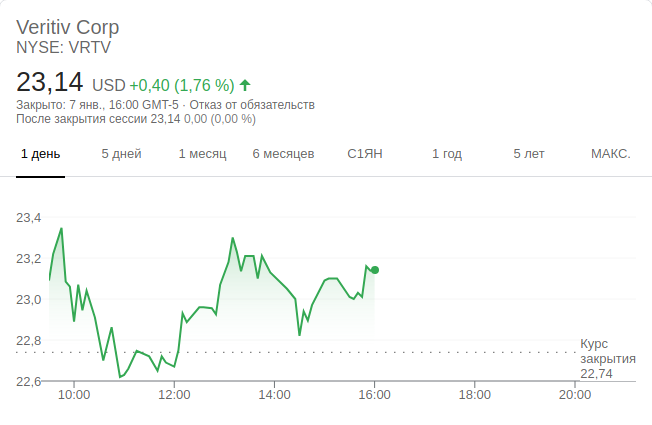 Veritiv Corp
NYSE: VRTV
23,14 USD +0,40 (1,76 %)
Закрыто: 7 янв., 16:00 GMT-5 · Отказ от обязательств
После закрытия сессии 23,14 0,00 (0,00 %)
1 день 5 дней 1 месяц 6 месяцев С1ЯН 1 год 5 лет МАКС.
23,4
23,2
23,0
22,8
22,6
Курс
закрытия
22,74
10:00 12:00 14:00 16:00 18:00 20:00